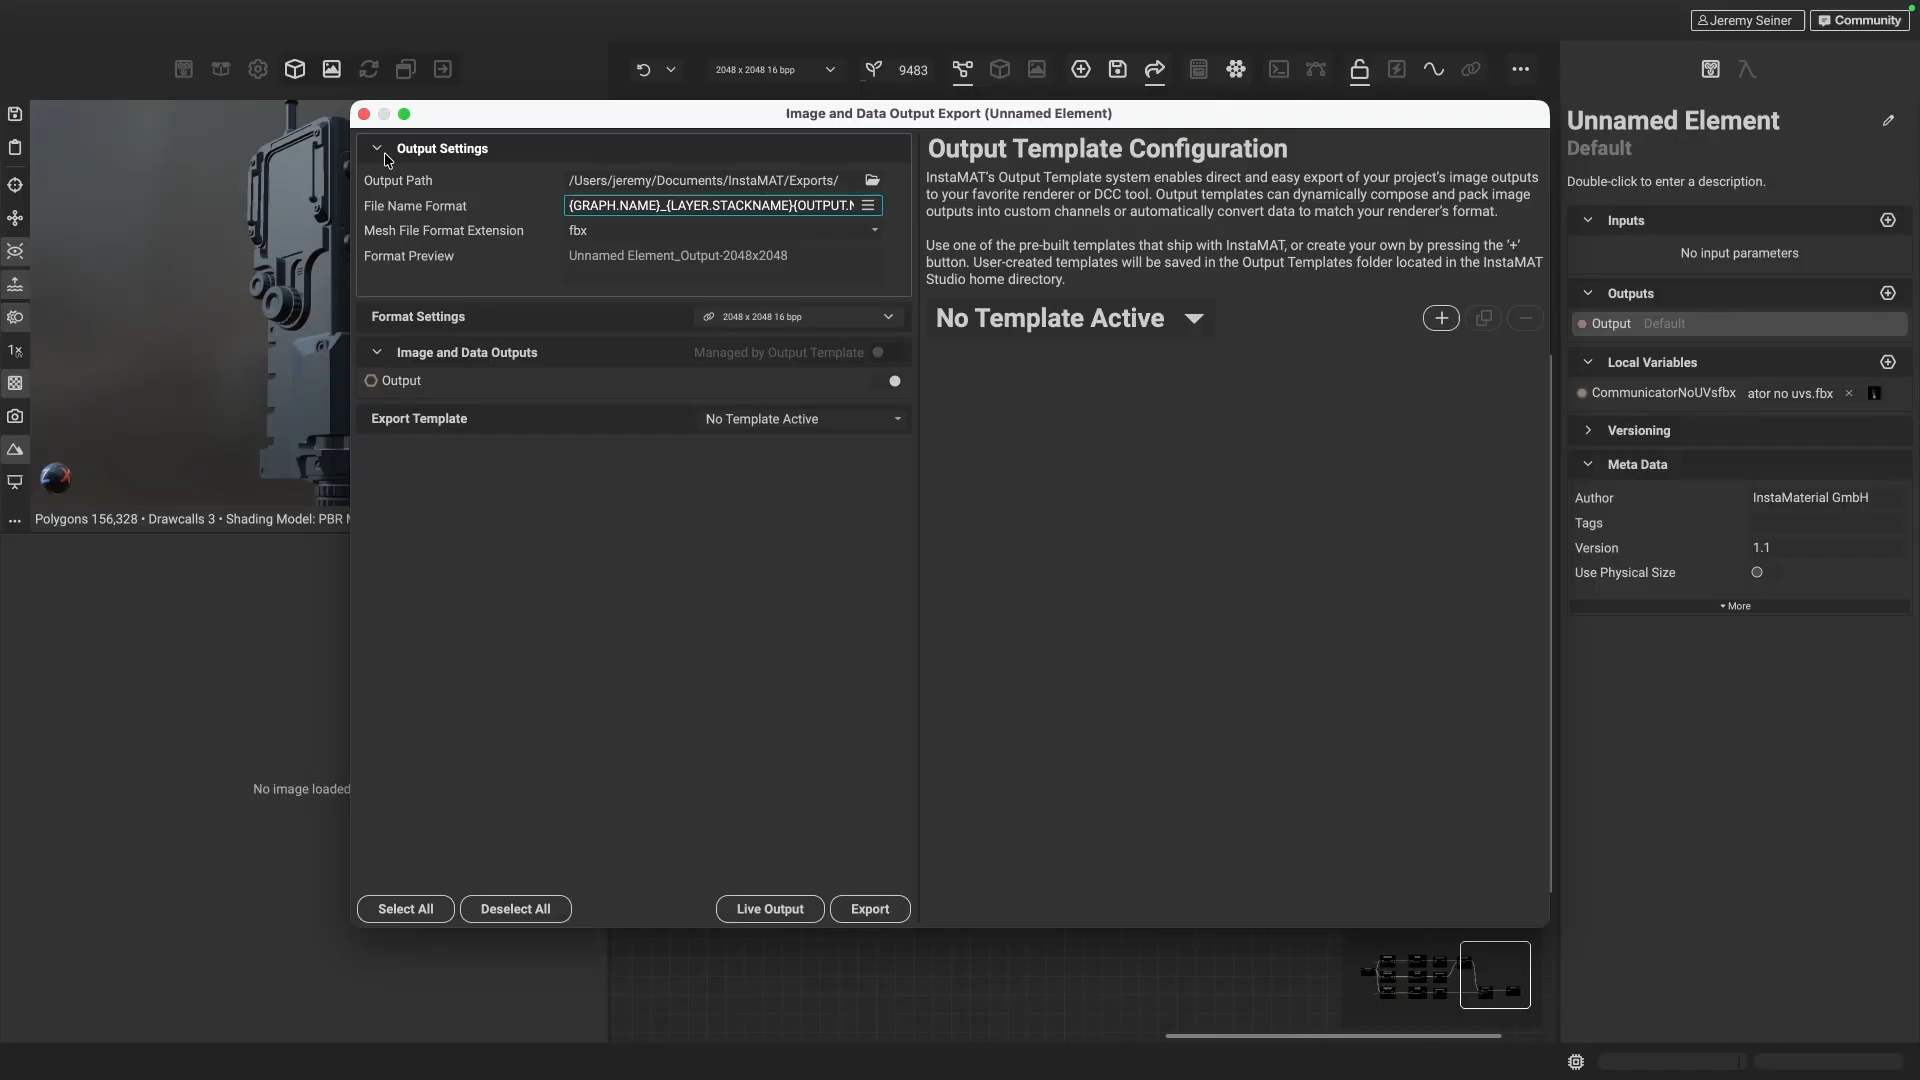 Jeremy Seiner
Community
2048 x 2048 16 bpp
9483
Image and Data Output Export (Unnamed Element)
Output Settings
Output Path
/Users/jeremy/Documents/InstaMAT/Exports/
File Name Format
{GRAPH.NAME}_{LAYER.STACKNAME}{OUTPUT.N
Mesh File Format Extension
fbx
Format Preview
Unnamed Element_Output-2048x2048
Format Settings
2048 x 2048 16 bpp
Image and Data Outputs
Managed by Output Template
Output
Export Template
No Template Active
Select All
Deselect All
Live Output
Export
Output Template Configuration
InstaMAT's Output Template system enables direct and easy export of your project's image outputs
to your favorite renderer or DCC tool. Output templates can dynamically compose and pack image
outputs into custom channels or automatically convert data to match your renderer's format.
Use one of the pre-built templates that ship with InstaMAT, or create your own by pressing the '+'
button. User-created templates will be saved in the Output Templates folder located in the InstaMAT
Studio home directory.
No Template Active
1x
Polygons 156,328 • Drawcalls 3 • Shading Model: PBR M
No image loaded
Unnamed Element
Default
Double-click to enter a description.
Inputs
No input parameters
Outputs
Output Default
Local Variables
CommunicatorNoUVsfbx
ator no uvs.fbx
Versioning
Meta Data
Author
InstaMaterial GmbH
Tags
Version
1.1
Use Physical Size
More